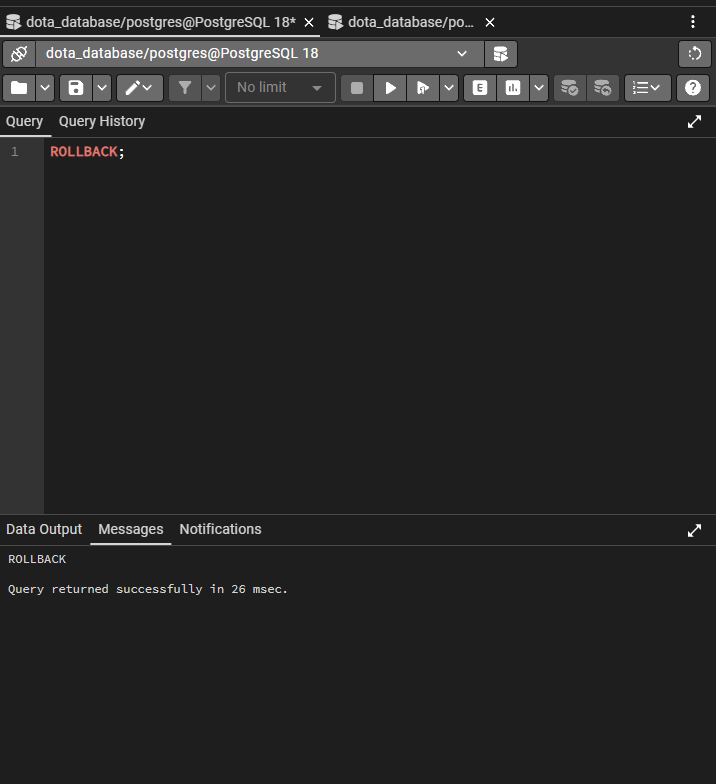 dota_database/postgres@PostgreSQL 18*
dota_database/po...
dota_database/postgres@PostgreSQL 18
No limit
E
Query
Query History
1
ROLLBACK;
Data Output
Messages
Notifications
ROLLBACK
Query returned successfully in 26 msec.